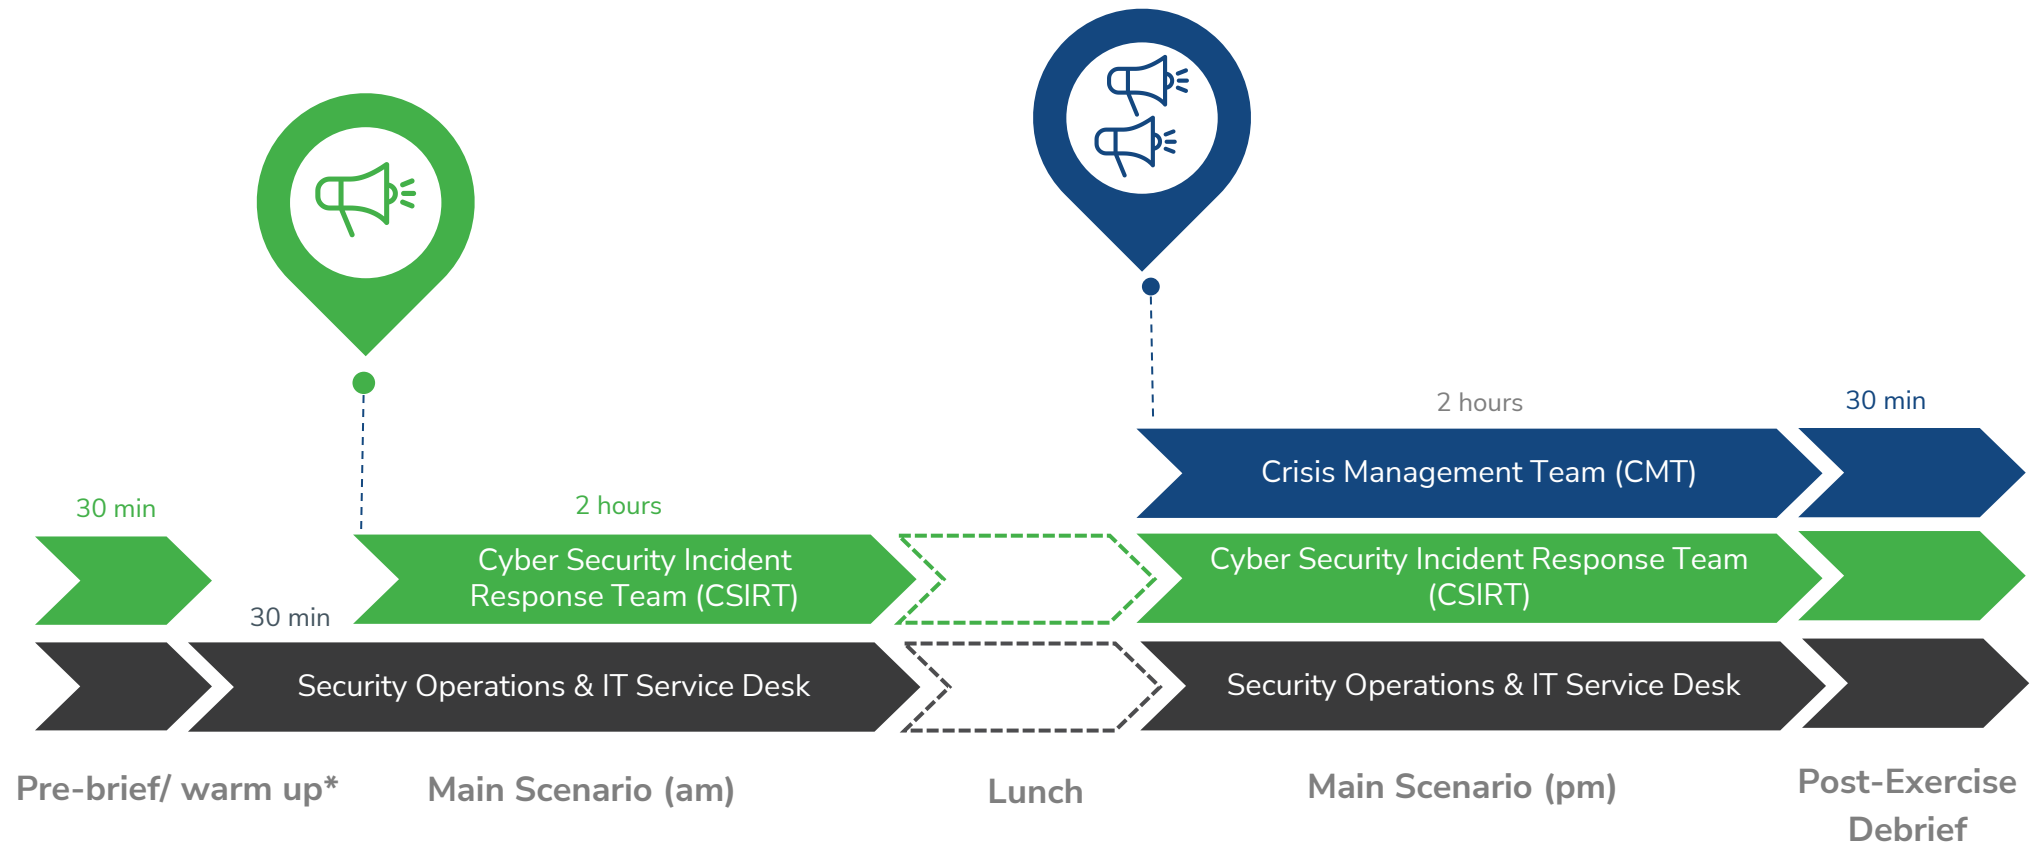 2 hours
30 min
Crisis Management Team (CMT)
30 min
2 hours
Cyber Security Incident
Response Team (CSIRT)
Cyber Security Incident Response Team
(CSIRT)
30 min
Security Operations & IT Service Desk
Security Operations & IT Service Desk
Pre-brief/ warm up*
Main Scenario (am)
Lunch
Main Scenario (pm)
Post-Exercise
Debrief